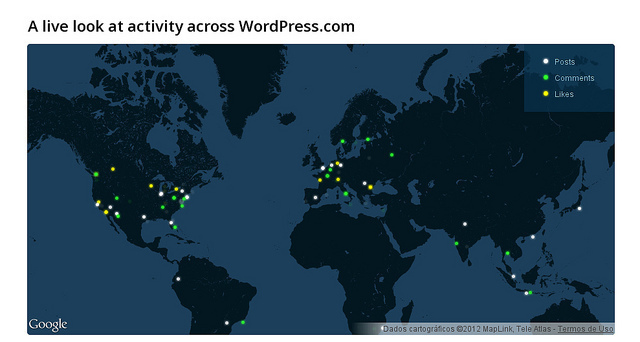 A live look at activity across WordPress.com
Posts
Comments
Likes
Google
Dados cartográficos ©2012 MapLink, Tele Atlas - Termos de Uso